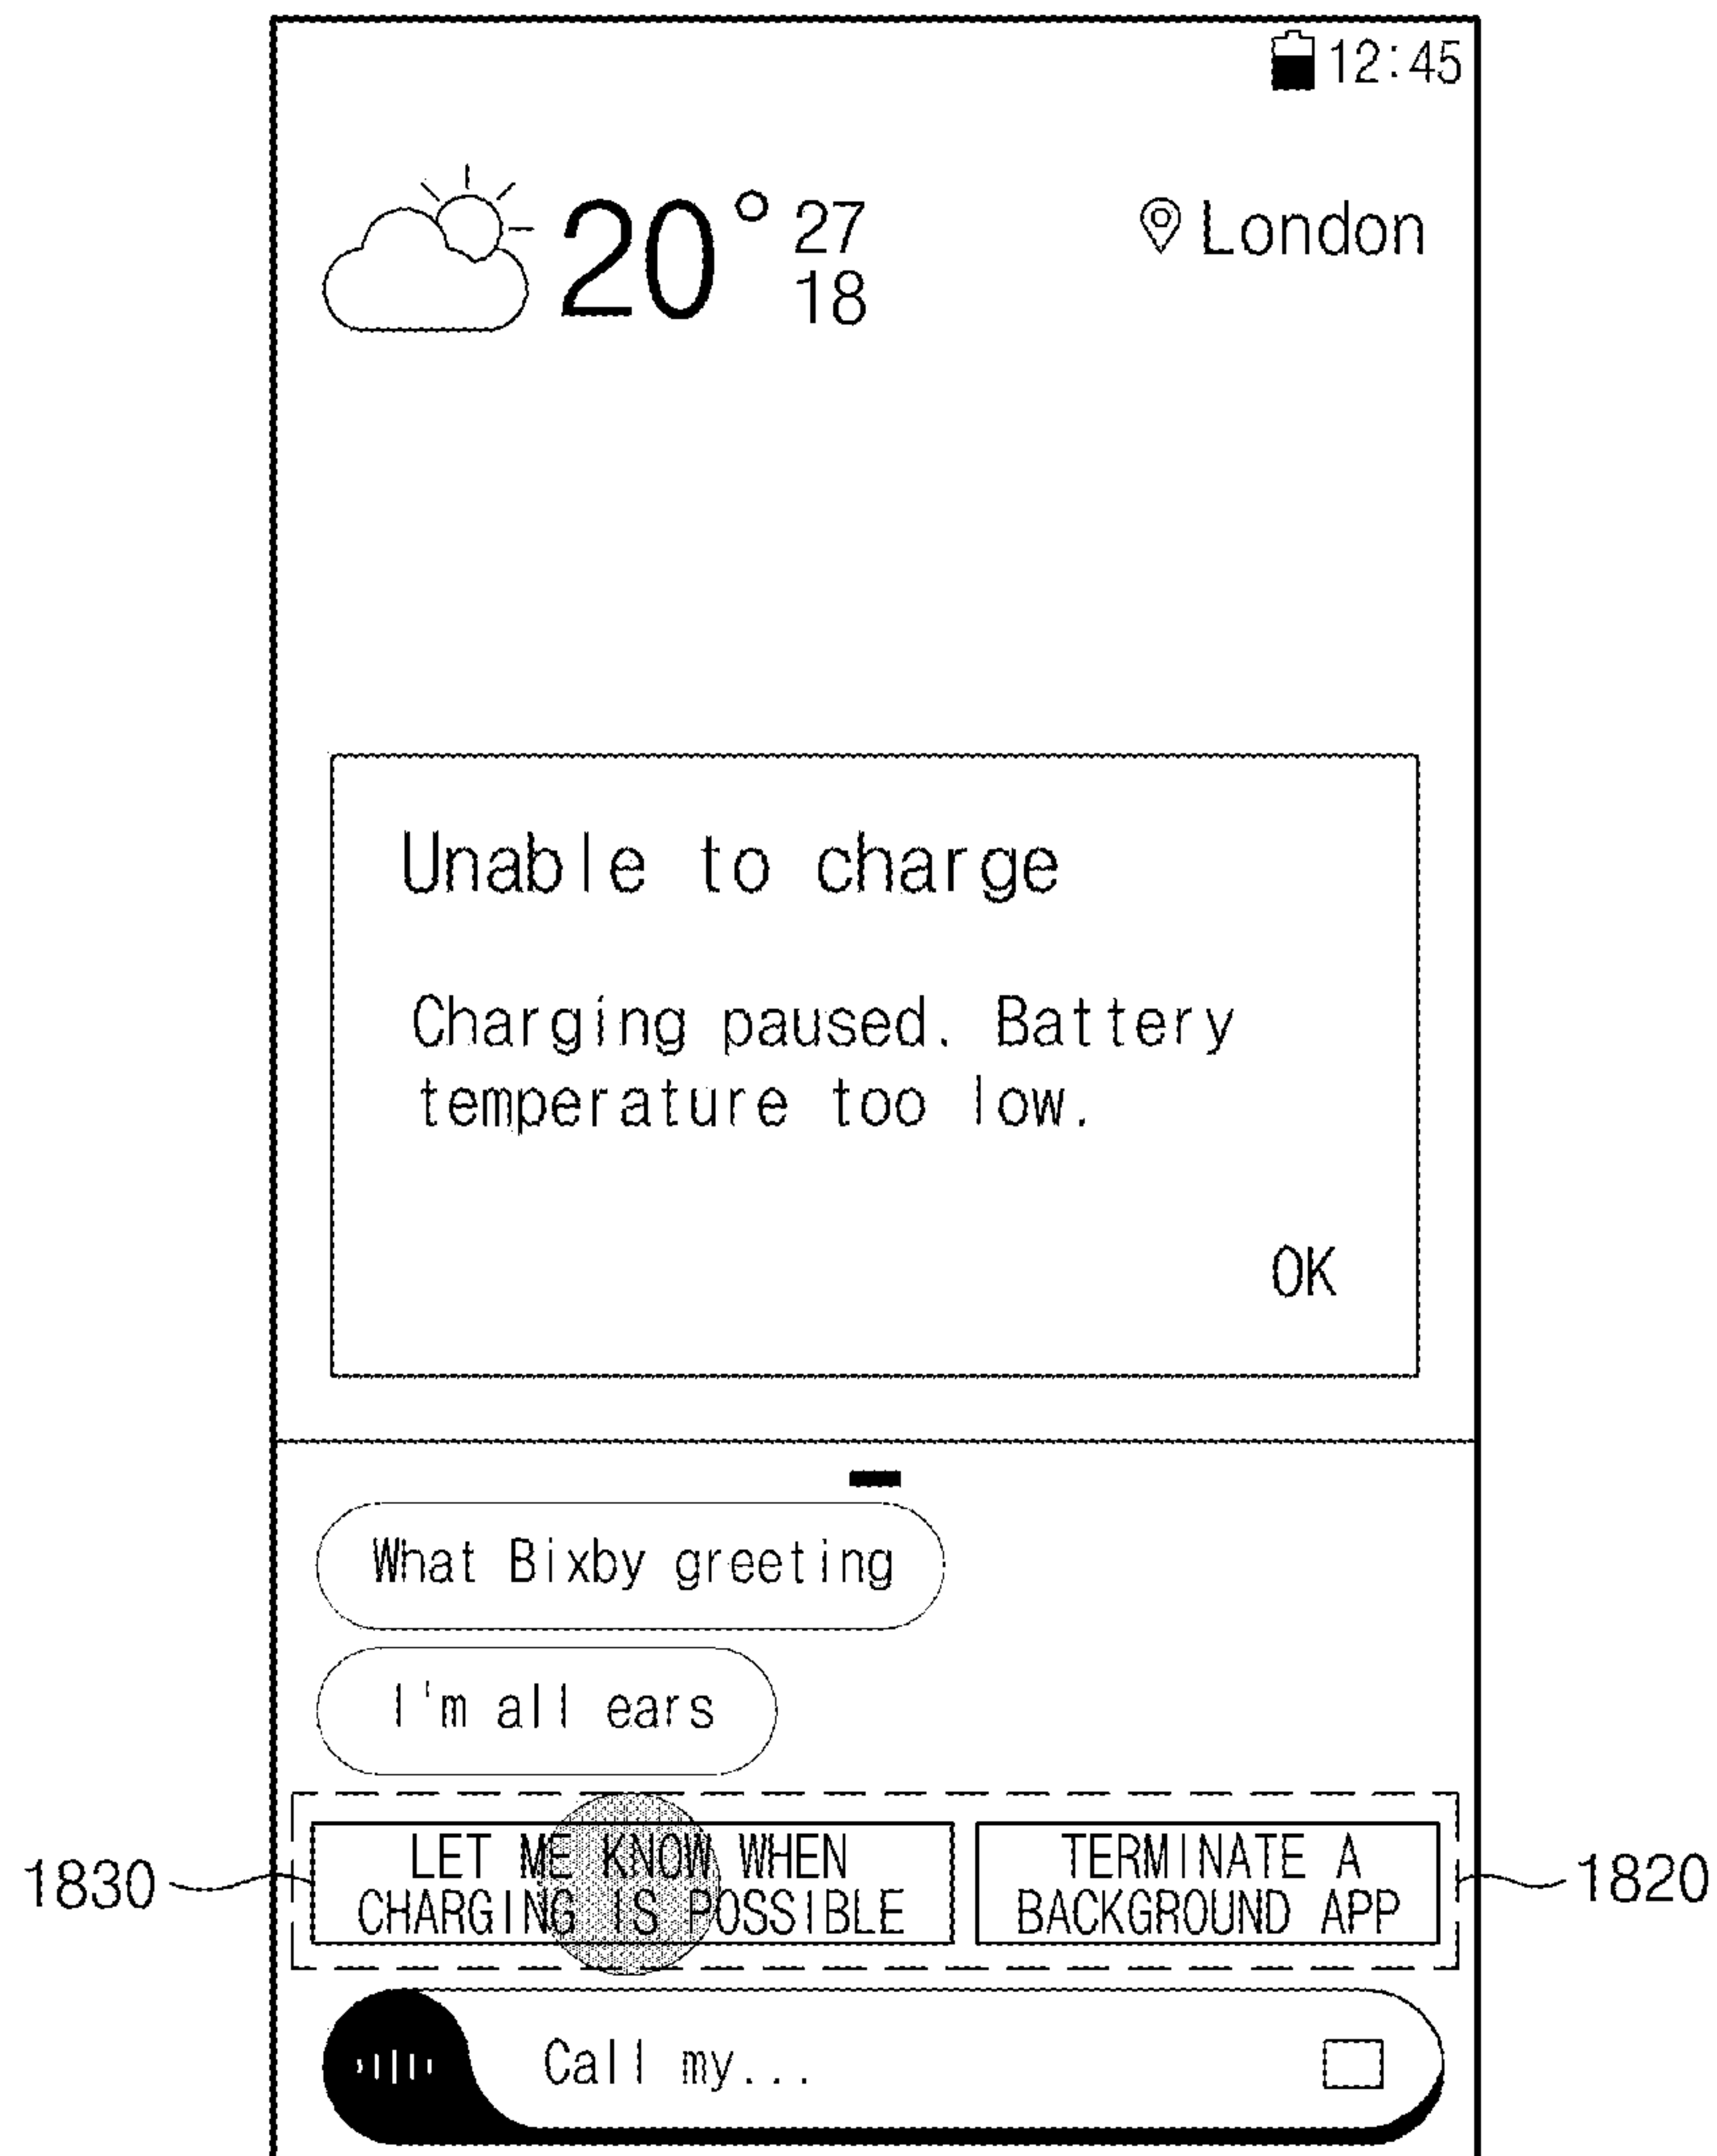 12:45
20° 27
18
London
Unable to charge
Charging paused. Battery
temperature too low.
OK
What Bixby greeting
I'm all ears
LET ME KNOW WHEN
CHARGING IS POSSIBLE
TERMINATE A
BACKGROUND APP
1830
1820
Call my...